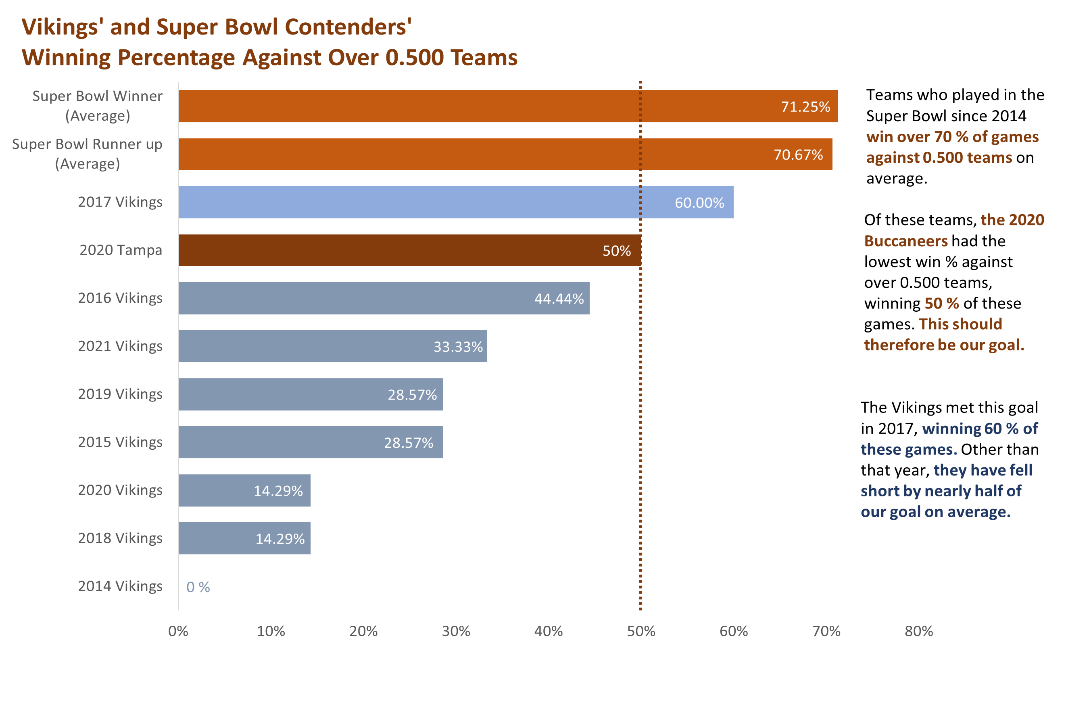 Vikings' and Super Bowl Contenders'
Winning Percentage Against Over 0.500 Teams
Super Bowl Winner
(Average)
71.25%
Super Bowl Runner up
(Average)
70.67%
2017 Vikings
60.00%
2020 Tampa
50%
2016 Vikings
44.44%
2021 Vikings
33.33%
2019 Vikings
28.57%
2015 Vikings
28.57%
2020 Vikings
14.29%
2018 Vikings
14.29%
2014 Vikings
0 %
0%
10%
20%
30%
40%
50%
60%
70%
80%
Teams who played in the
Super Bowl since 2014
win over 70 % of games
against 0.500 teams on
average.
Of these teams, the 2020
Buccaneers had the
lowest win % against
over 0.500 teams,
winning 50 % of these
games. This should
therefore be our goal.
The Vikings met this goal
in 2017, winning 60 % of
these games. Other than
that year, they have fell
short by nearly half of
our goal on average.